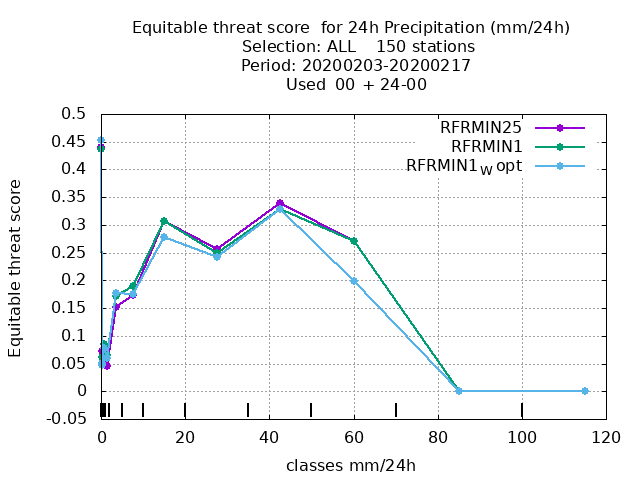 Equitable threat score  for 24h Precipitation (mm/24h)
Selection: ALL    150 stations
Period: 20200203-20200217
Used  00 + 24-00
0.5
0.45
0.4
0.35
0.3
0.25
0.2
0.15
0.1
0.05
0
-0.05
Equitable threat score
RFRMIN25
RFRMIN1
RFRMIN1W opt
0 20 40 60 80 100 120
classes mm/24h